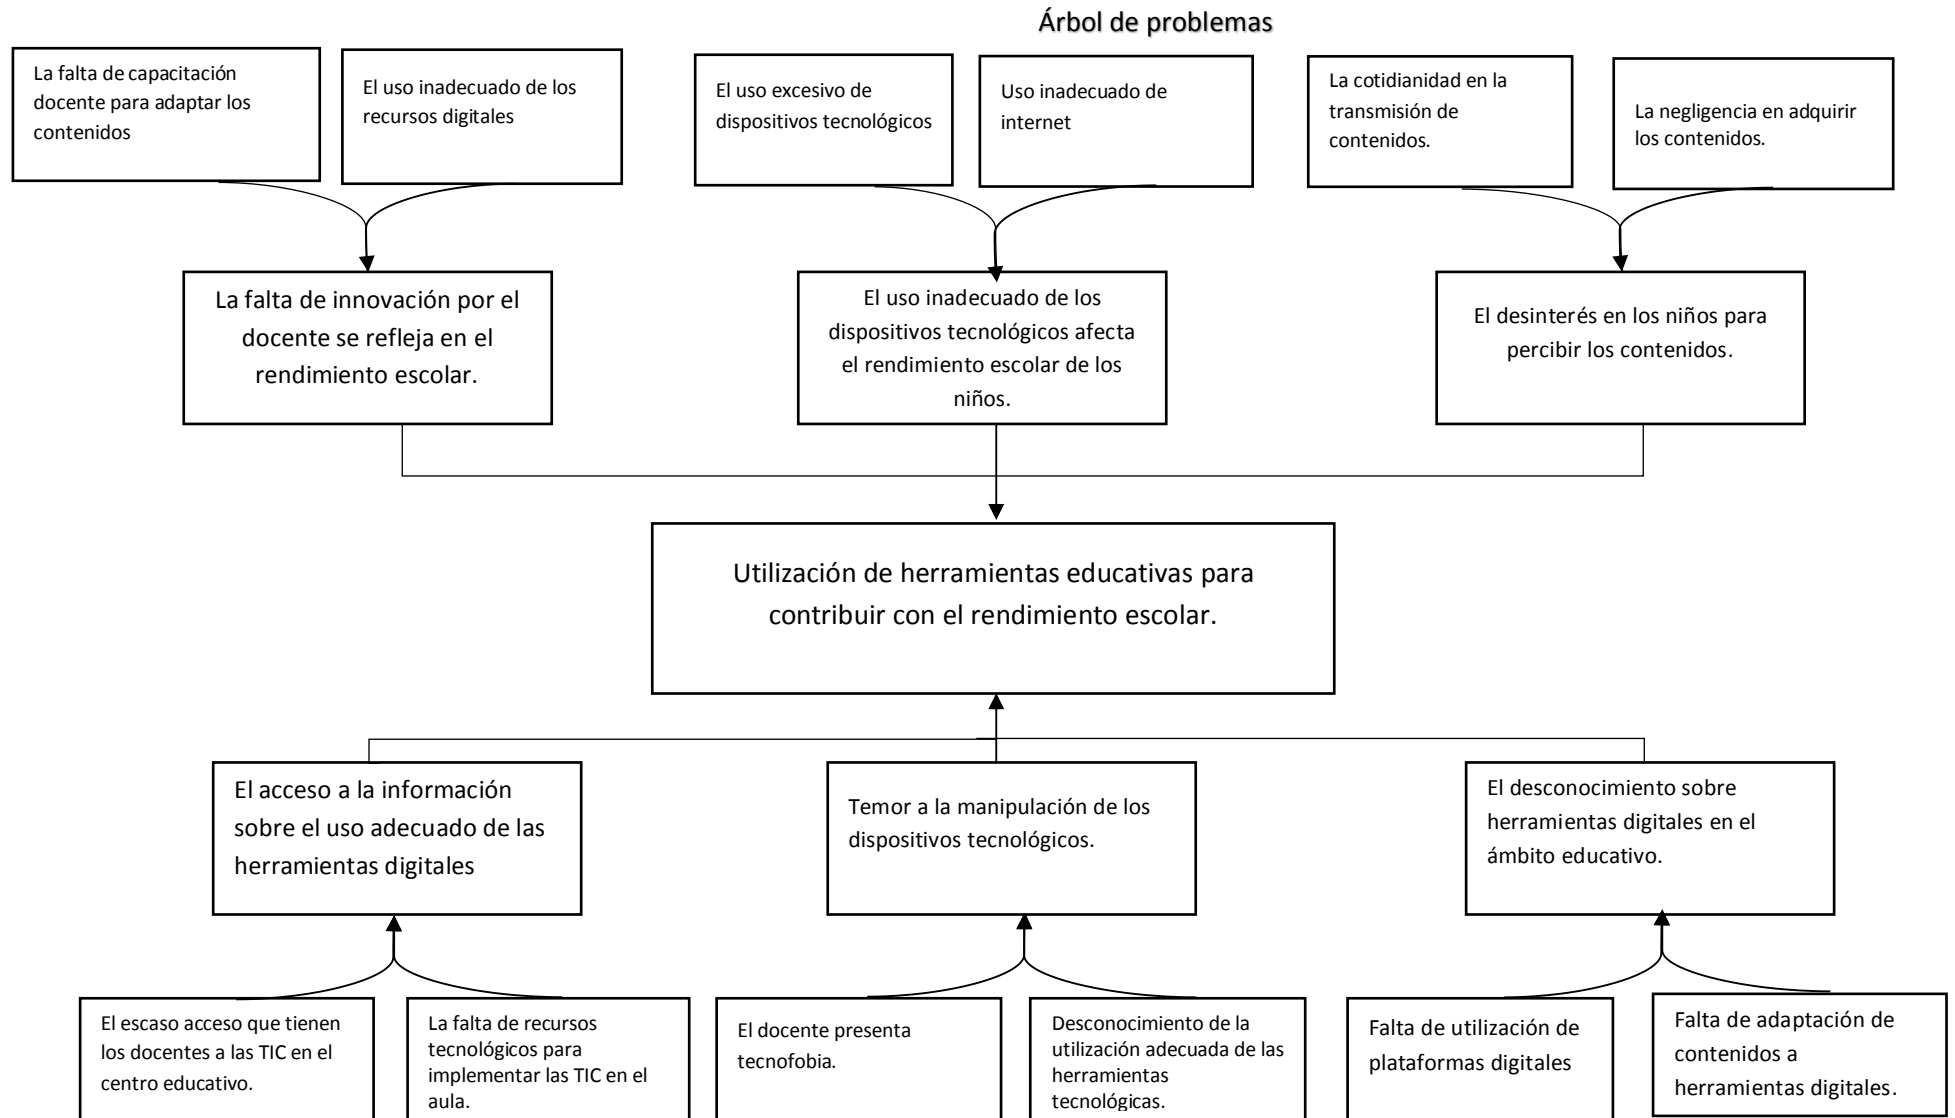 Árbol de problemas
La falta de capacitación
docente para adaptar los
contenidos
El uso inadecuado de los
recursos digitales
El uso excesivo de
dispositivos tecnológicos
Uso inadecuado de
internet
La cotidianidad en la
transmisión de
contenidos.
La negligencia en adquirir
los contenidos.
La falta de innovación por el
docente se refleja en el
rendimiento escolar.
El uso inadecuado de los
dispositivos tecnológicos afecta
el rendimiento escolar de los
niños.
El desinterés en los niños para
percibir los contenidos.
Utilización de herramientas educativas para
contribuir con el rendimiento escolar.
El acceso a la información
sobre el uso adecuado de las
herramientas digitales
Temor a la manipulación de los
dispositivos tecnológicos.
El desconocimiento sobre
herramientas digitales en el
ámbito educativo.
El escaso acceso que tienen
los docentes a las TIC en el
centro educativo.
La falta de recursos
tecnológicos para
implementar las TIC en el
aula.
El docente presenta
tecnofobia.
Desconocimiento de la
utilización adecuada de las
herramientas
tecnológicas.
Falta de utilización de
plataformas digitales
Falta de adaptación de
contenidos a
herramientas digitales.